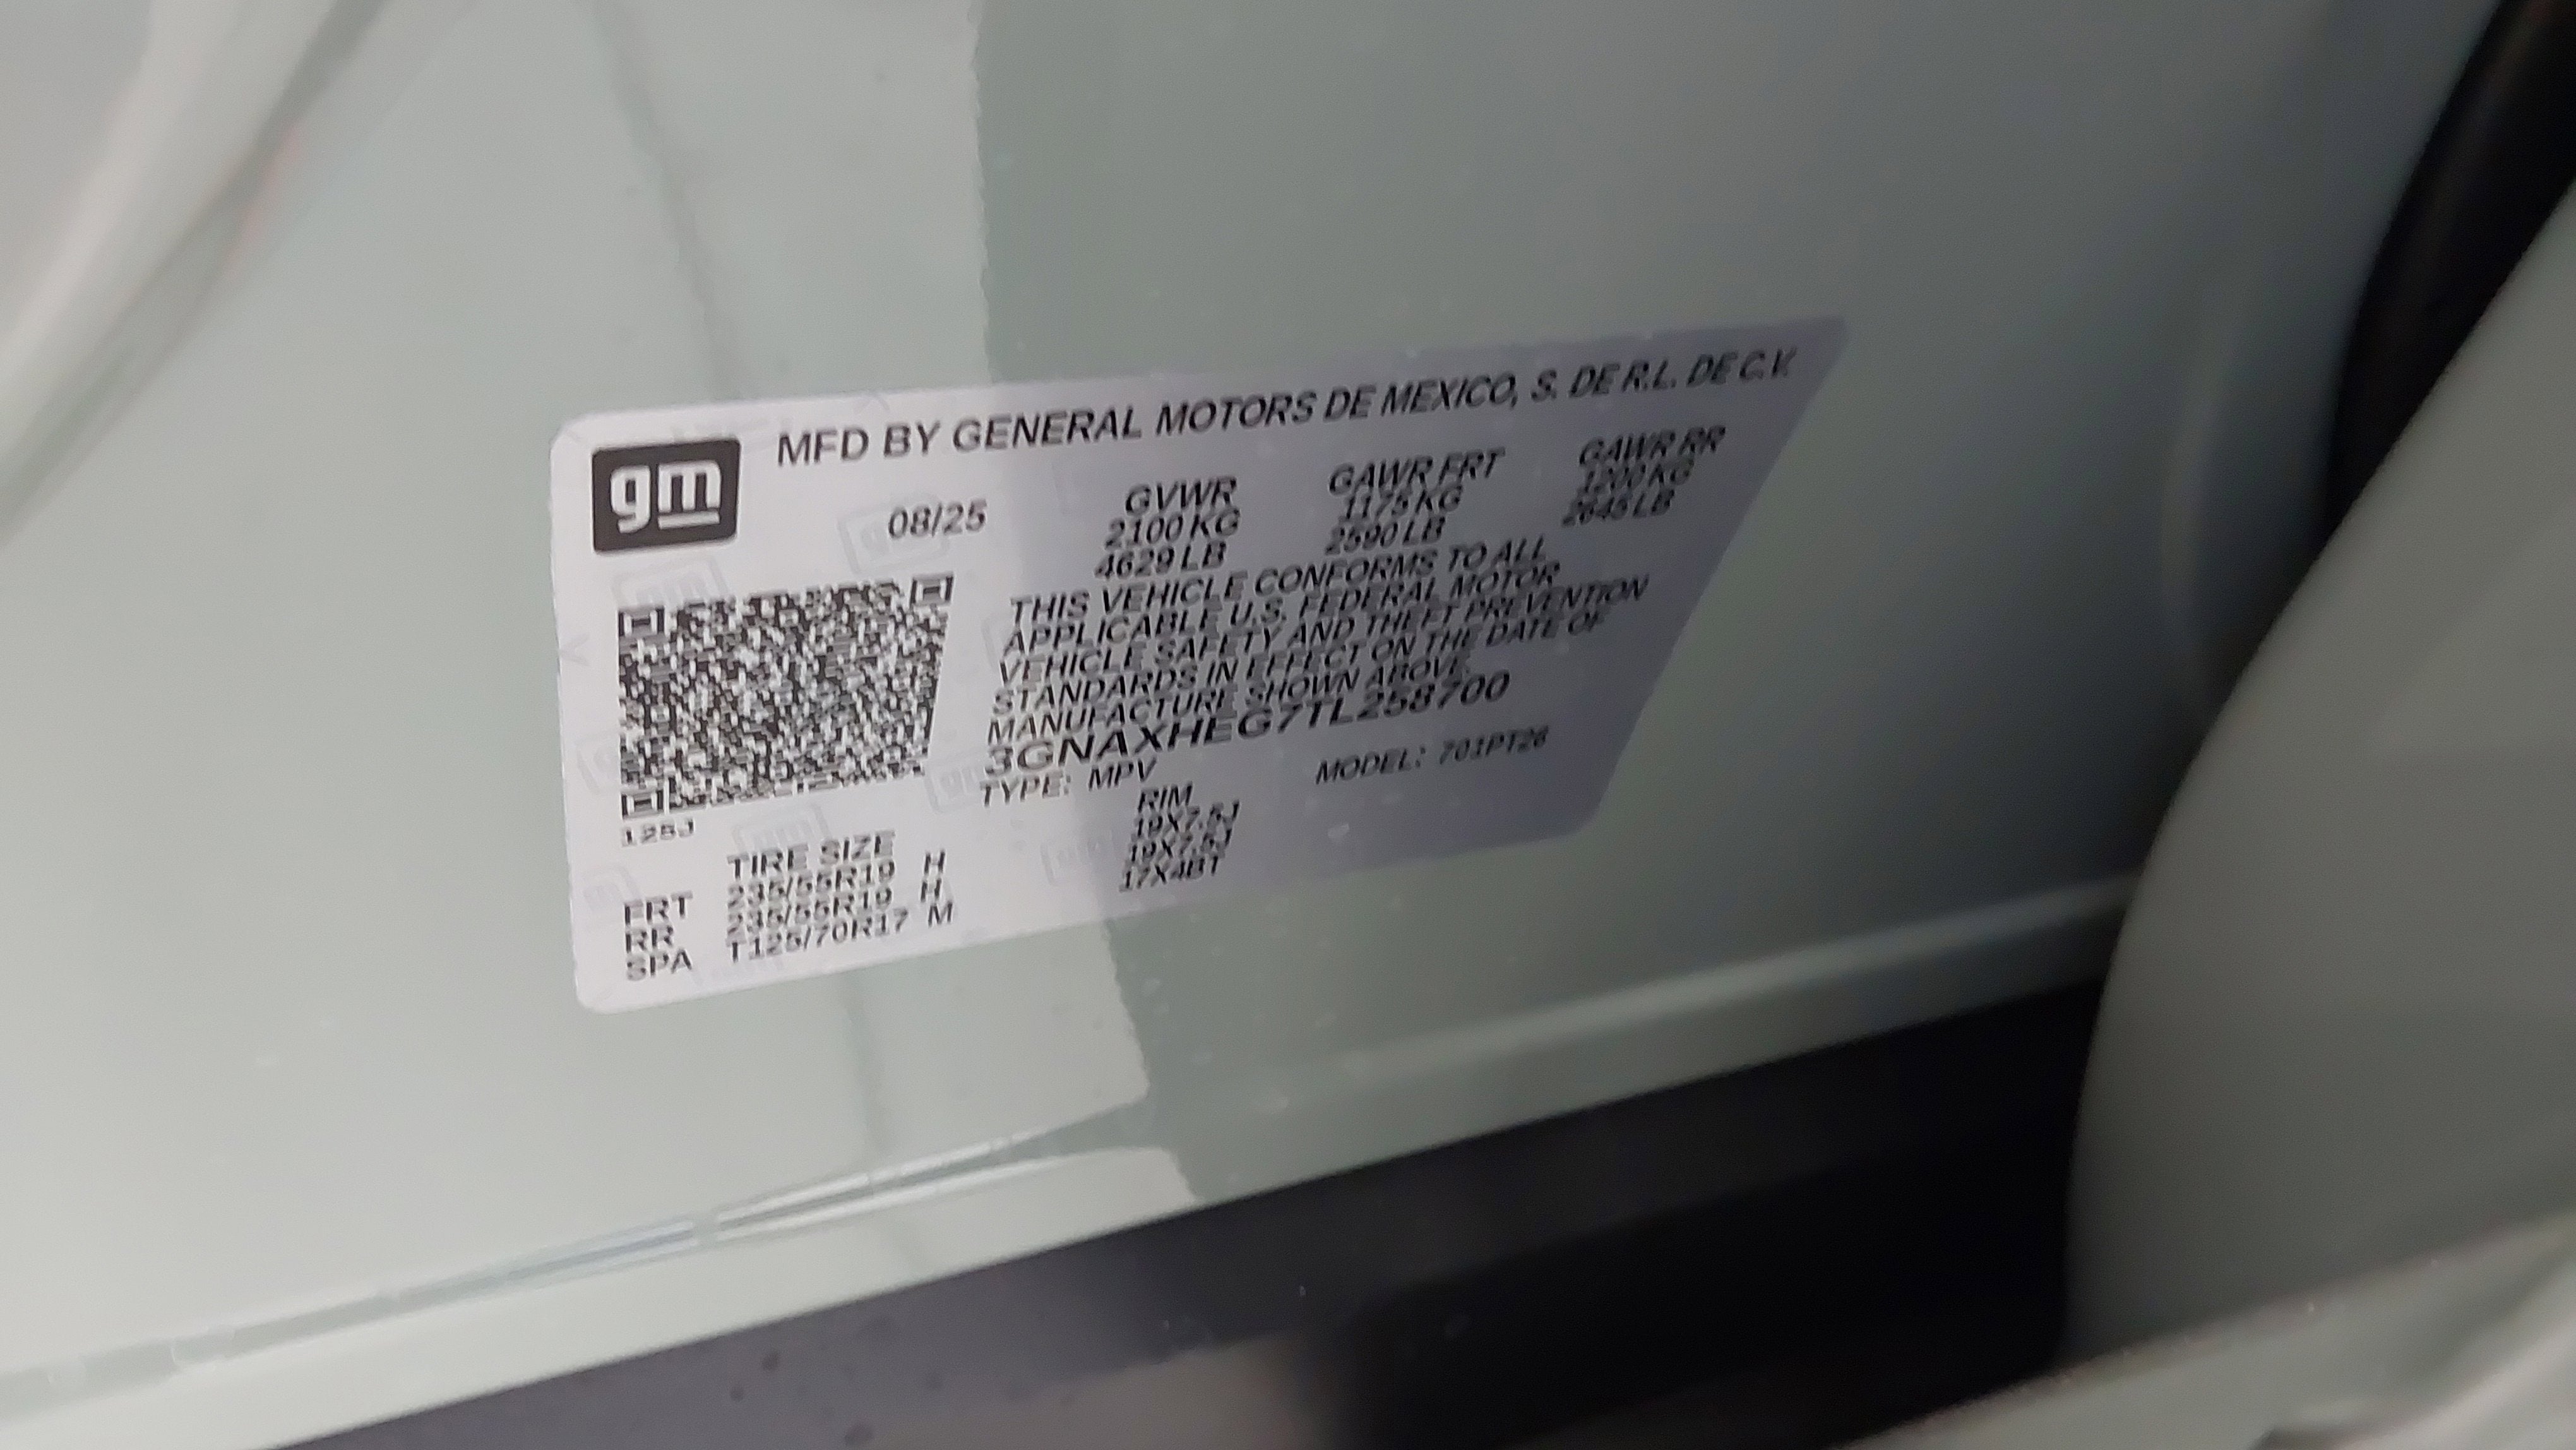 gm
MFD BY GENERAL MOTORS DE MEXICO, S. DE R.L. DE C.V.
08/25
GVWR GAWR FRT GAWR RR
2100 KG 1175 KG 1200 KG
4629 LB 2590 LB 2645 LB
THIS VEHICLE CONFORMS TO ALL
APPLICABLE U.S. FEDERAL MOTOR
VEHICLE SAFETY AND THEFT PREVENTION
STANDARDS IN EFFECT ON THE DATE OF
MANUFACTURE SHOWN ABOVE.
3GNAXHEG7TL258700
TYPE: MPV MODEL: 701PT26
125J
TIRE SIZE RIM
FRT 235/55R19 H 19X7.5J
RR 235/55R19 H 19X7.5J
SPA T125/70R17 M 17X4BT